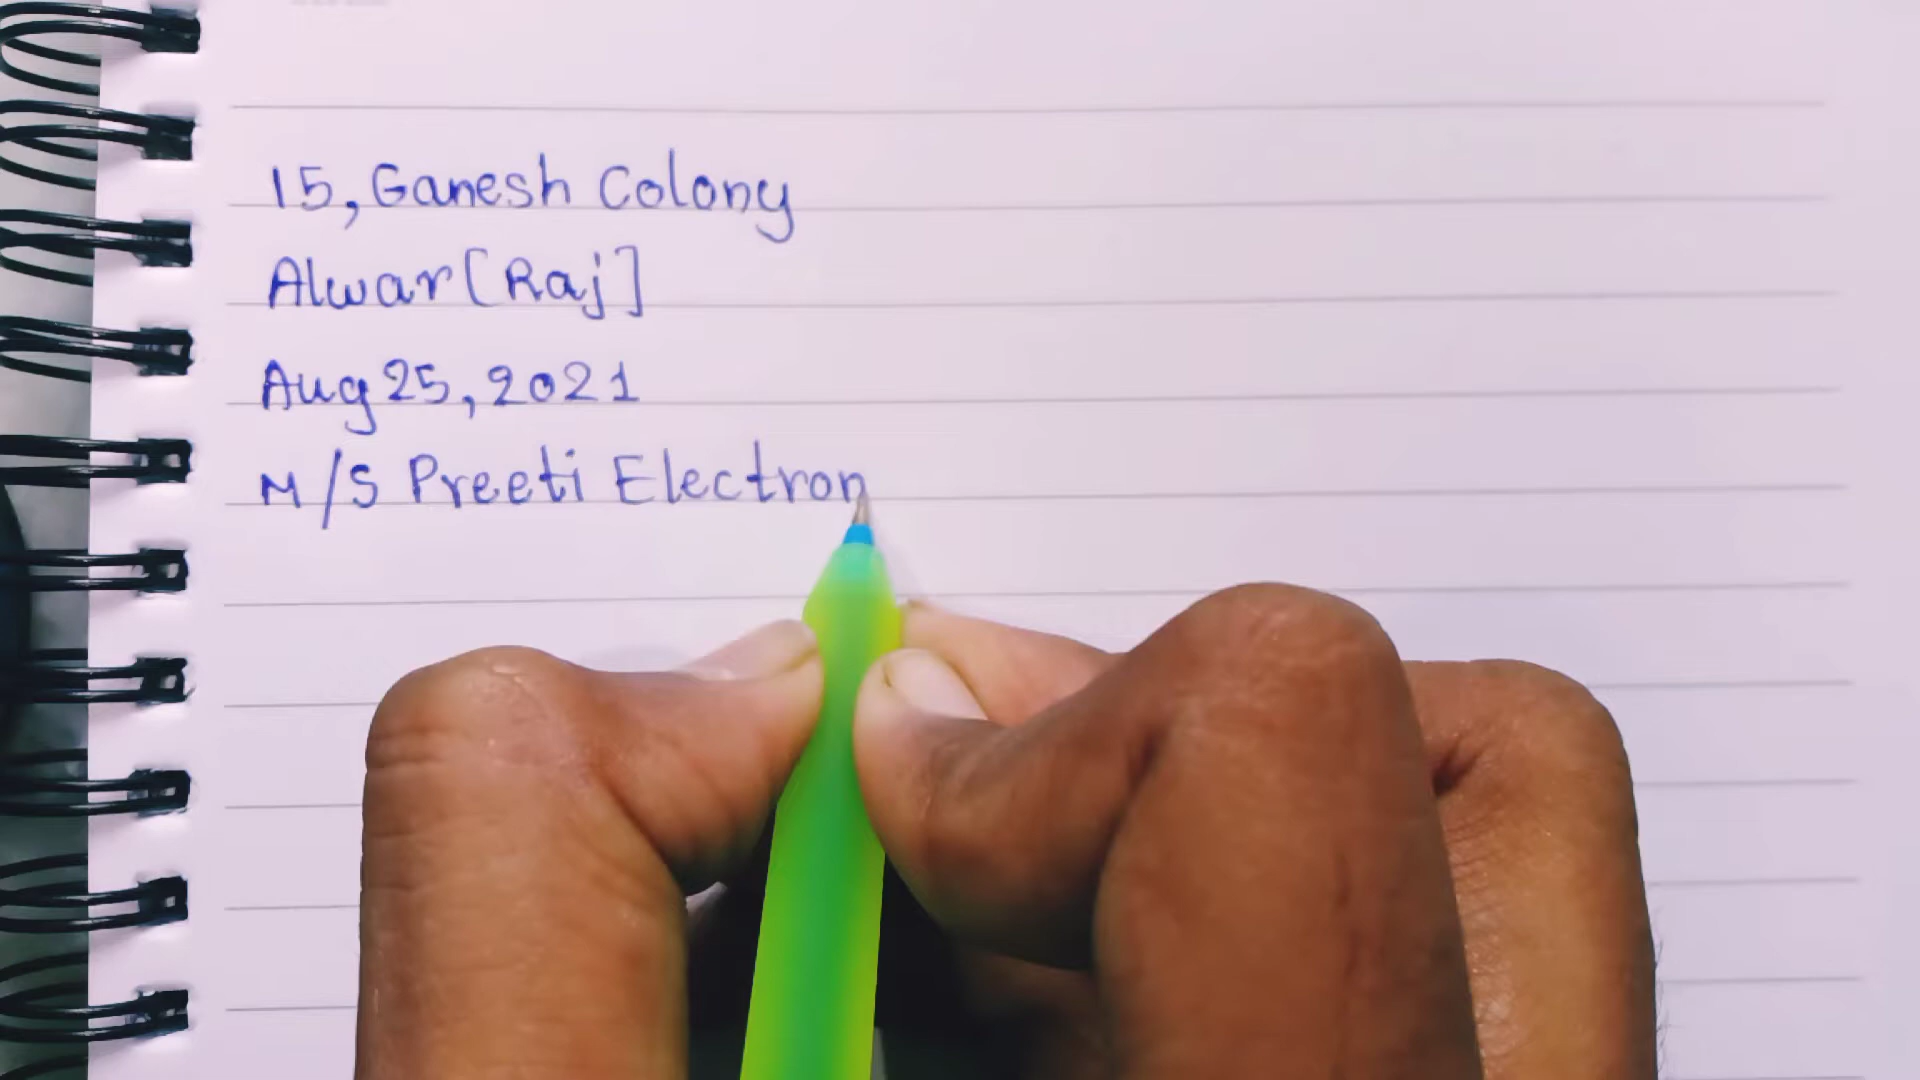 15, Ganesh Colony
Alwar [Raj]
Aug 25, 2021
M/S Preeti Electron